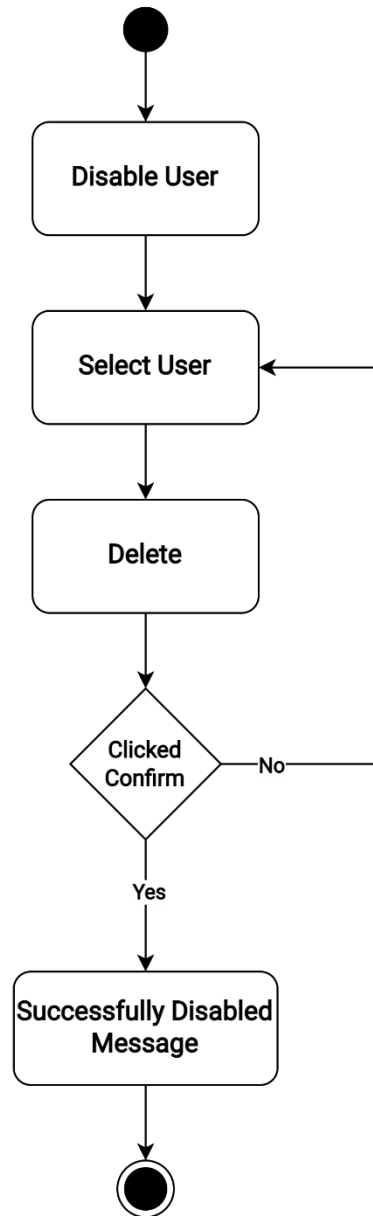 Disable User
Select User
Delete
Clicked
Confirm
No
Yes
Successfully Disabled
Message